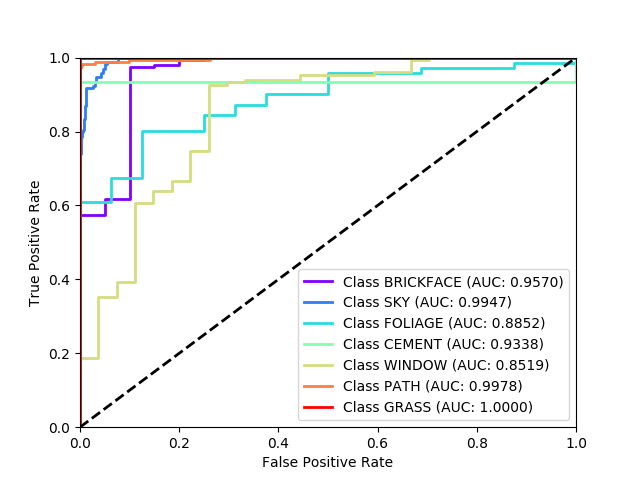 1.0
0.8
0.6
0.4
0.2
0.0
True Positive Rate
Class BRICKFACE (AUC: 0.9570)
Class SKY (AUC: 0.9947)
Class FOLIAGE (AUC: 0.8852)
Class CEMENT (AUC: 0.9338)
Class WINDOW (AUC: 0.8519)
Class PATH (AUC: 0.9978)
Class GRASS (AUC: 1.0000)
0.0 0.2 0.4 0.6 0.8 1.0
False Positive Rate